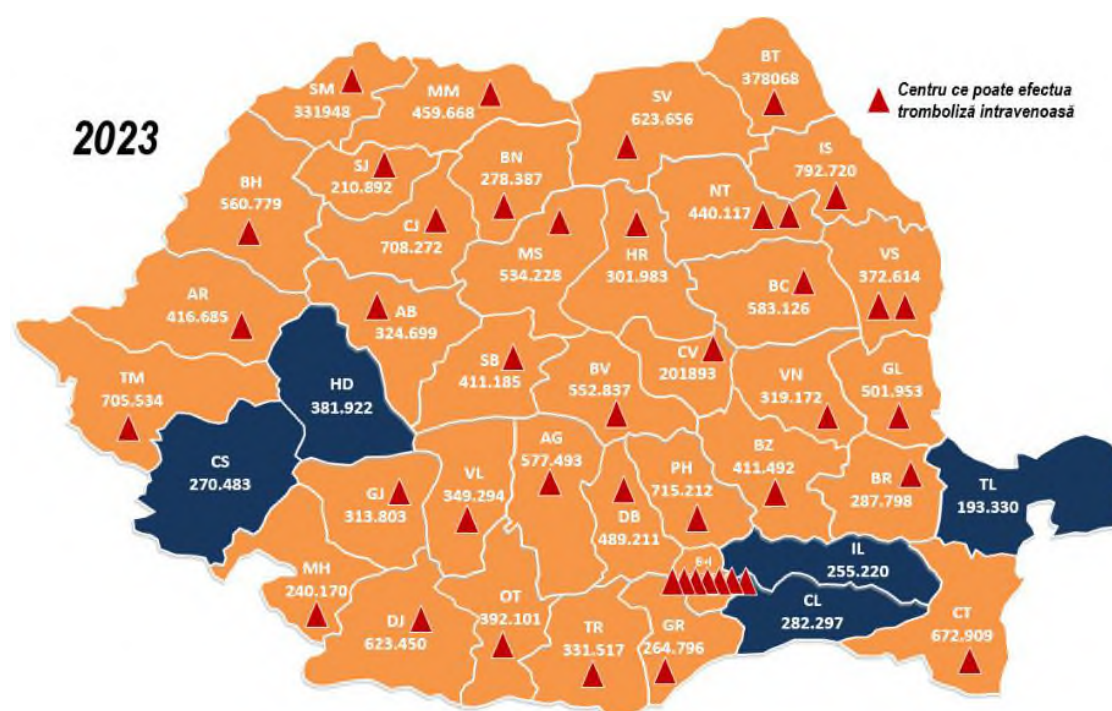 2023
Centru ce poate efectua
tromboliză intravenoasă
SM
331948
MM
459.668
SV
623.656
BT
378068
BH
560.779
SJ
210.892
BN
278.387
IS
792.720
CJ
708.272
MS
534.228
HR
301.983
NT
440.117
BC
583.126
VS
372.614
AR
416.685
AB
324.699
TM
705.534
HD
381.922
SB
411.185
BV
552.837
CV
201893
VN
319.172
GL
501.953
CS
270.483
GJ
313.803
VL
349.294
AG
577.493
DB
489.211
PH
715.212
BZ
411.492
BR
287.798
TL
193.330
MH
240.170
DJ
623.450
OT
392.101
TR
331.517
GR
264.796
IL
255.220
CL
282.297
CT
672.909